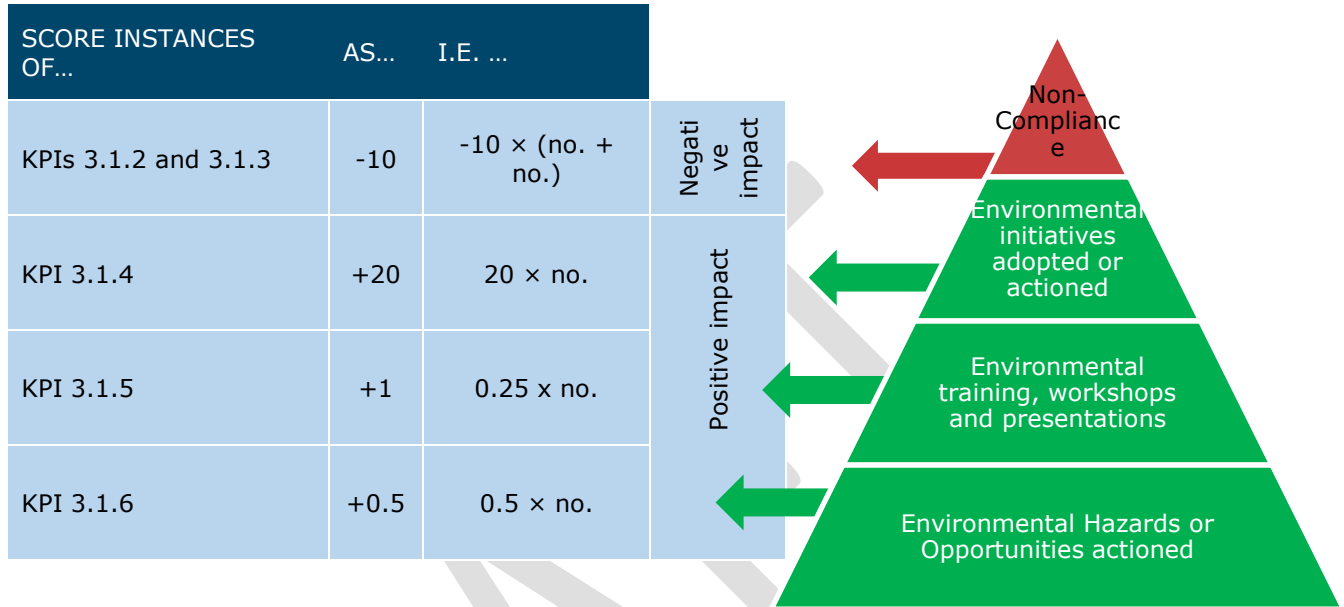 SCORE INSTANCES
OF…
AS…
I.E. …
KPIs 3.1.2 and 3.1.3
-10
-10 × (no. +
no.)
Negati
ve
impact
KPI 3.1.4
+20
20 × no.
Positive impact
KPI 3.1.5
+1
0.25 x no.
KPI 3.1.6
+0.5
0.5 × no.
Non-
Complianc
e
Environmental
initiatives
adopted or
actioned
Environmental
training, workshops
and presentations
Environmental Hazards or
Opportunities actioned